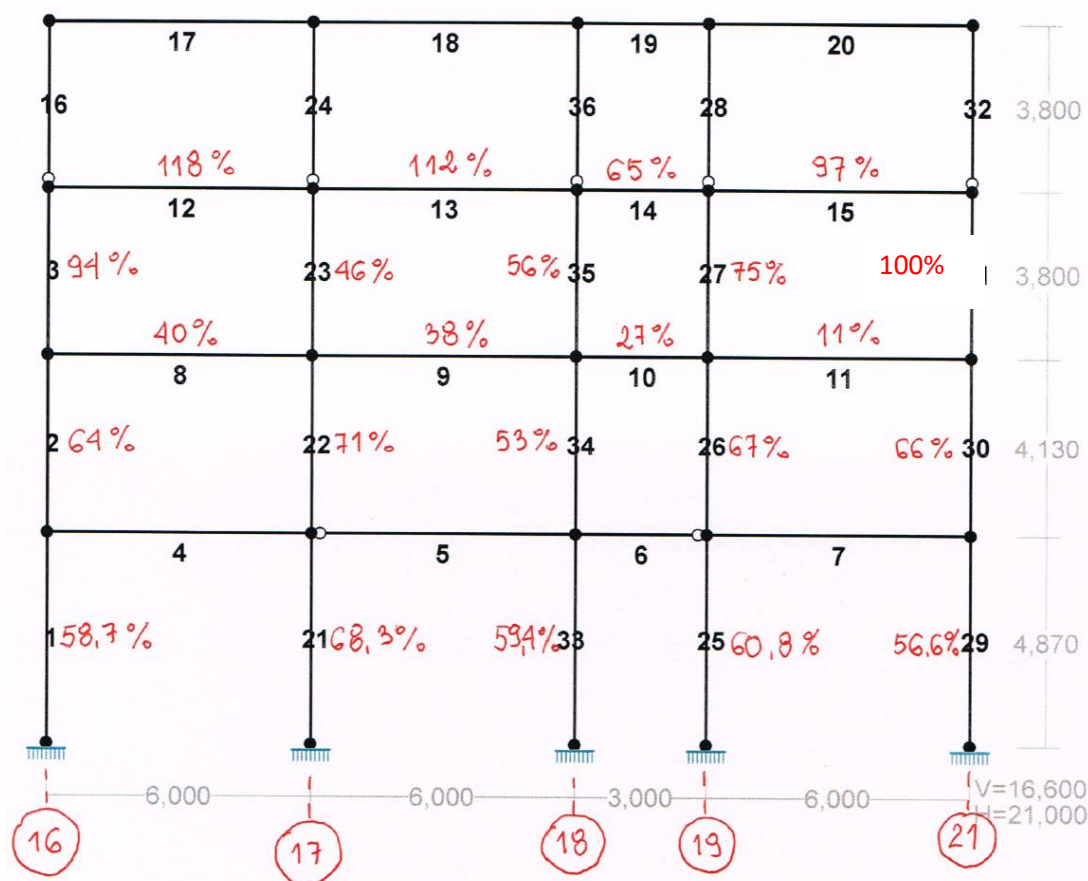 17 18 19 20
16 24 36 28 32 3,800
118% 112% 65% 97%
12 13 14 15
3 94% 23 46% 56% 35 27 75% 100% 3,800
40% 38% 27% 11%
8 9 10 11
2 64% 22 71% 53% 34 26 67% 66% 30 4,130
4 5 6 7
1 58,7% 21 68,3% 59,4% 33 25 60,8% 56,6% 29 4,870
6,000 6,000 3,000 6,000 V=16,600
H=21,000
16 17 18 19 21